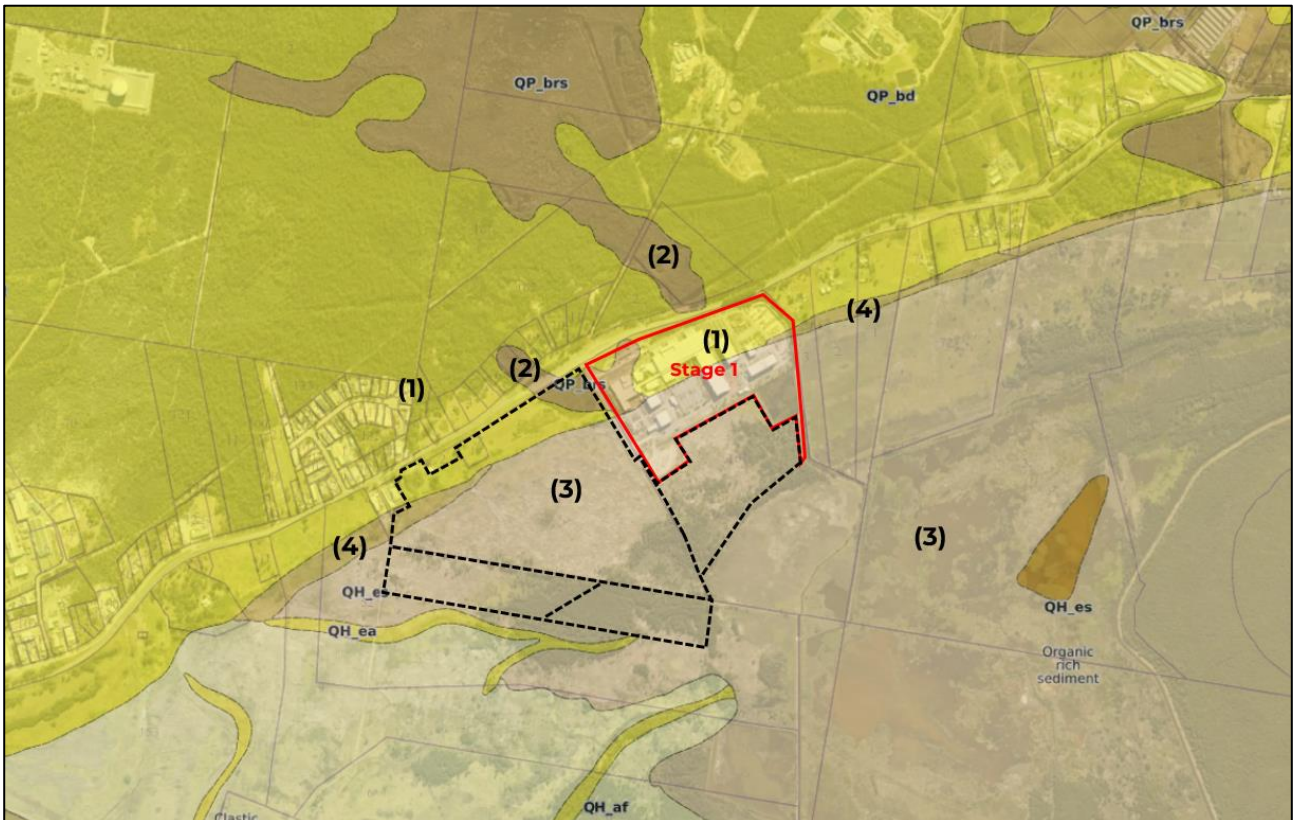 QP_brs
QP_brs
QP_bd
(2)
(4)
(1)
Stage 1
(2)
QP_brs
(1)
(3)
(3)
(4)
QH_e
QH_es
QH_ea
Organic
rich
sediment
QH_af
Clastic